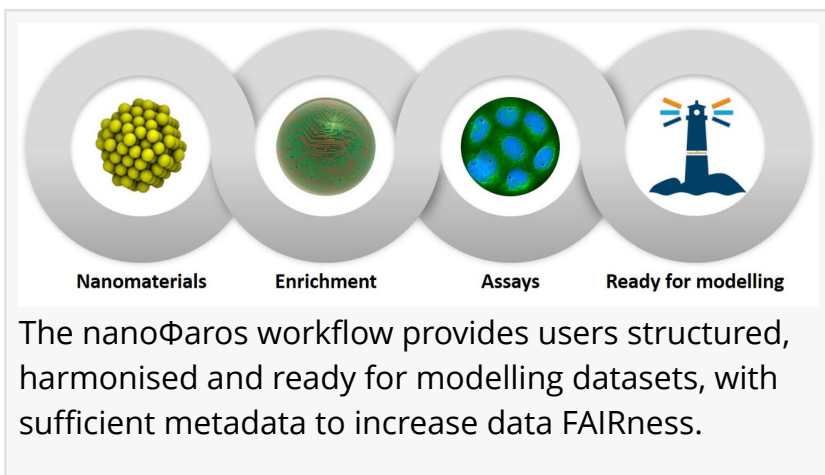 Nanomaterials Enrichment Assays Ready for modelling
The nanoΦaros workflow provides users structured,
harmonised and ready for modelling datasets, with
sufficient metadata to increase data FAIRness.